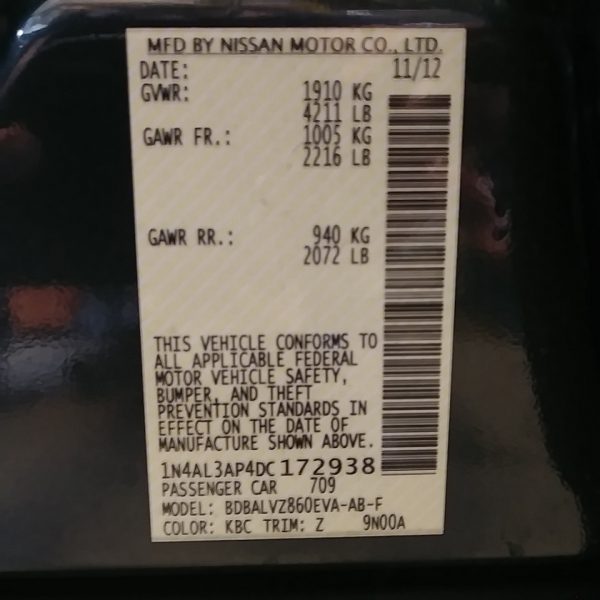 MFD BY NISSAN MOTOR CO., LTD.
DATE: 11/12
GVWR: 1910 KG
4211 LB
GAWR FR.: 1005 KG
2216 LB
GAWR RR.: 940 KG
2072 LB
THIS VEHICLE CONFORMS TO
ALL APPLICABLE FEDERAL
MOTOR VEHICLE SAFETY,
BUMPER, AND THEFT
PREVENTION STANDARDS IN
EFFECT ON THE DATE OF
MANUFACTURE SHOWN ABOVE.
1N4AL3AP4DC172938
PASSENGER CAR 709
MODEL: BDBALVZ860EVA-AB-F
COLOR: KBC TRIM: Z 9N00A